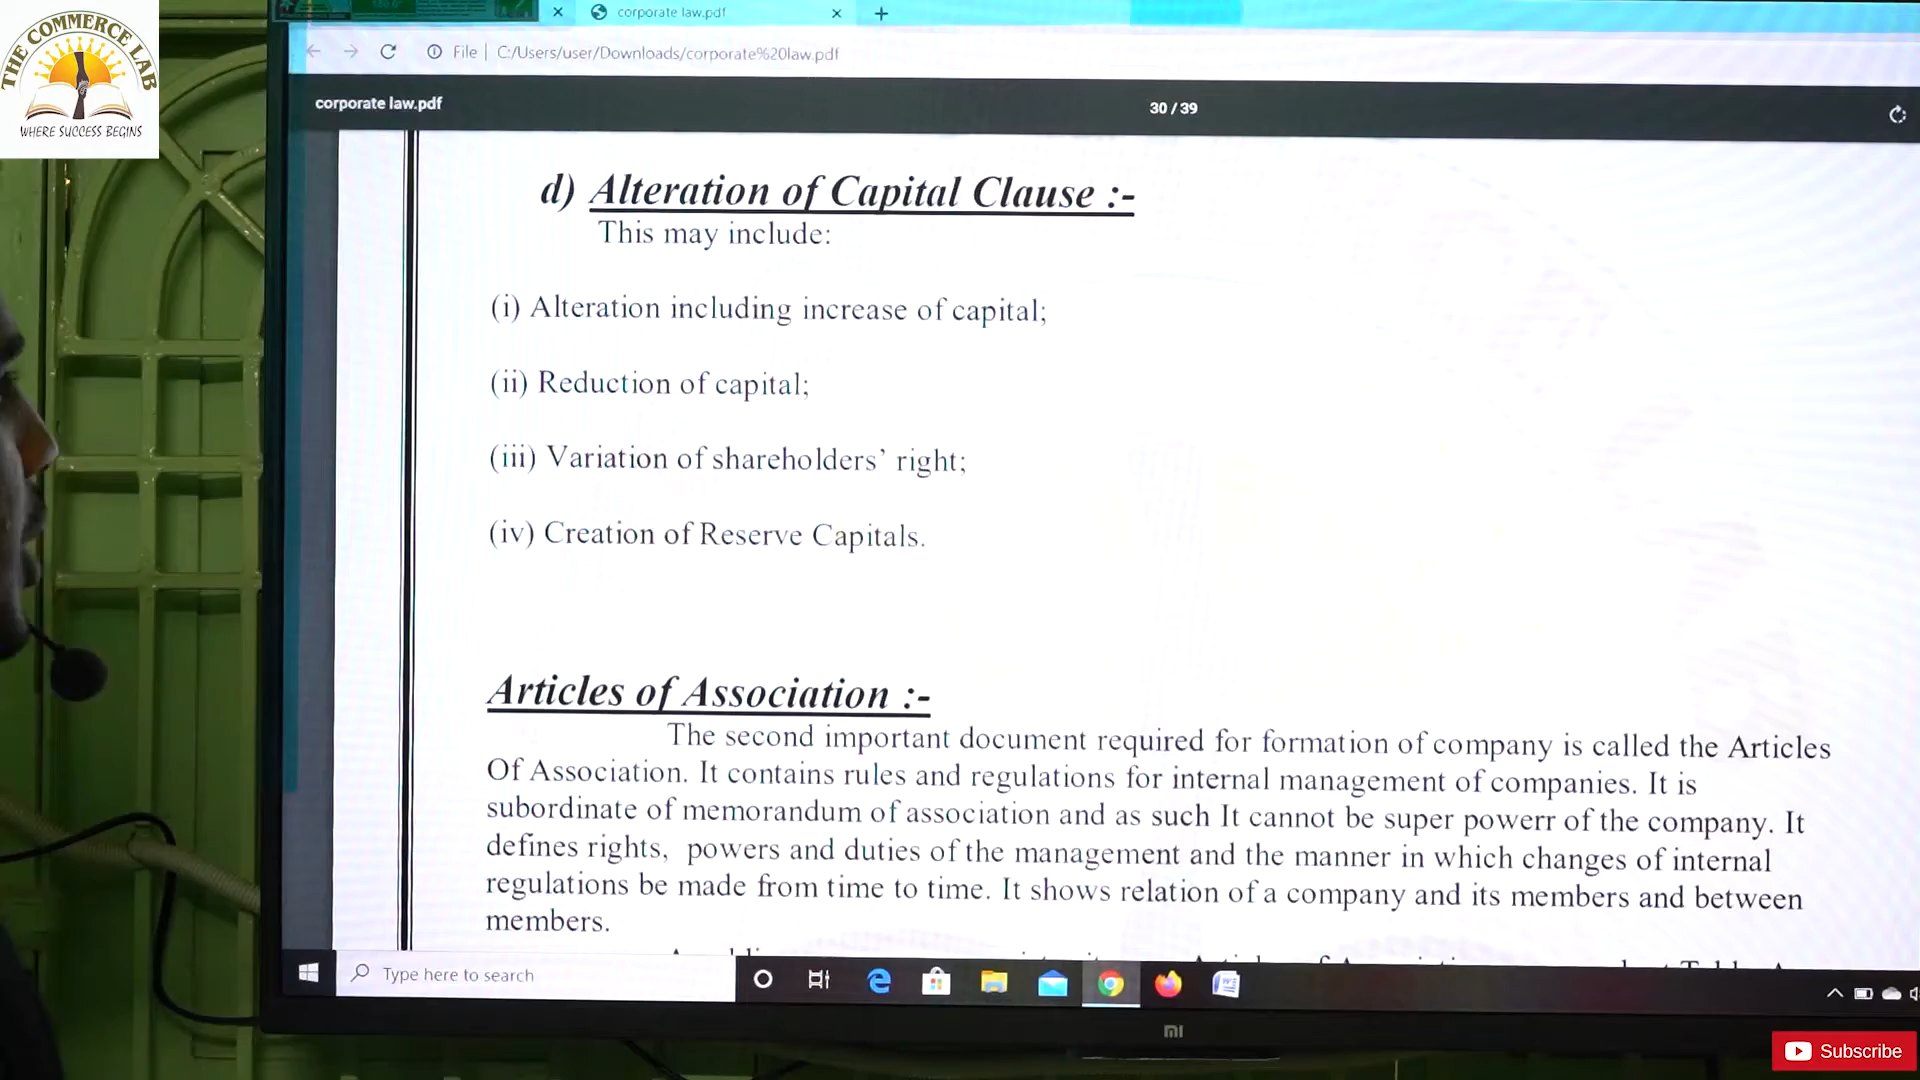 THE COMMERCE LAB
WHERE SUCCESS BEGINS
corporate law.pdf
File | C:/Users/user/Downloads/corporate%20law.pdf
corporate law.pdf
30 / 39
d) Alteration of Capital Clause :-
This may include:
(i) Alteration including increase of capital;
(ii) Reduction of capital;
(iii) Variation of shareholders' right;
(iv) Creation of Reserve Capitals.
Articles of Association :-
The second important document required for formation of company is called the Articles
Of Association. It contains rules and regulations for internal management of companies. It is
subordinate of memorandum of association and as such It cannot be super powerr of the company. It
defines rights, powers and duties of the management and the manner in which changes of internal
regulations be made from time to time. It shows relation of a company and its members and between
members.
Type here to search
mi
Subscribe